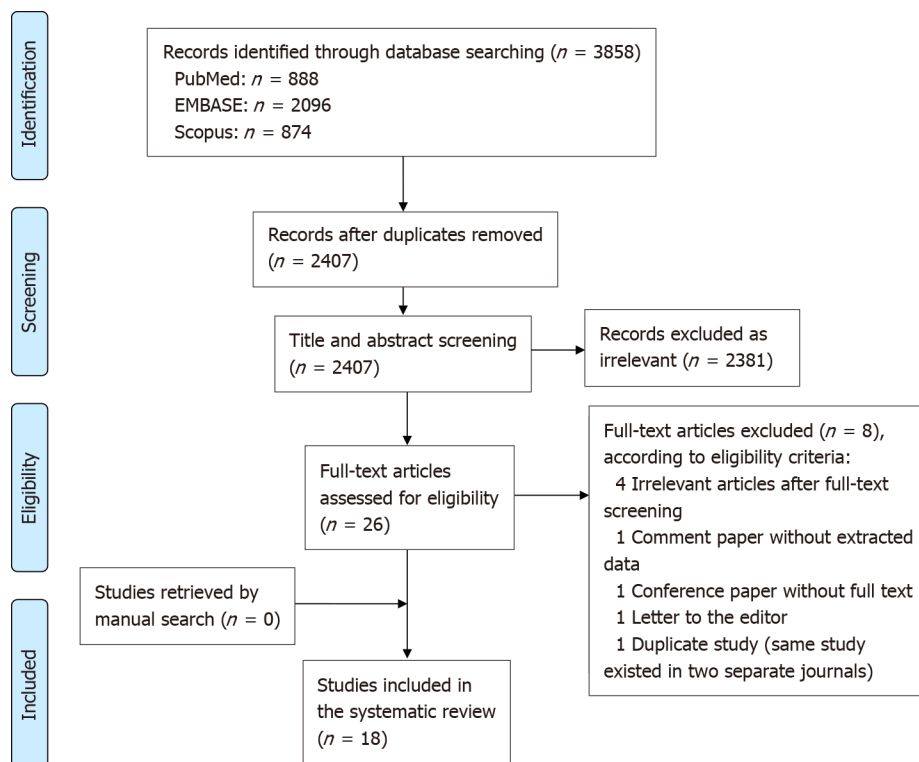 Identification
Records identified through database searching (n = 3858)
PubMed: n = 888
EMBASE: n = 2096
Scopus: n = 874
Screening
Records after duplicates removed
(n = 2407)
Title and abstract screening
(n = 2407)
Records excluded as
irrelevant (n = 2381)
Eligibility
Full-text articles
assessed for eligibility
(n = 26)
Full-text articles excluded (n = 8),
according to eligibility criteria:
4 Irrelevant articles after full-text
screening
1 Comment paper without extracted
data
1 Conference paper without full text
1 Letter to the editor
1 Duplicate study (same study
existed in two separate journals)
Studies retrieved by
manual search (n = 0)
Included
Studies included in
the systematic review
(n = 18)